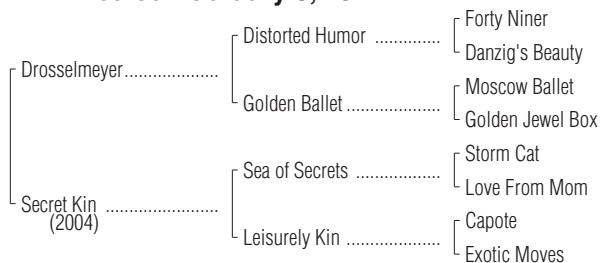 Forty Niner
Distorted Humor ................
Danzig's Beauty
Drosselmeyer...................
Moscow Ballet
Golden Ballet ...................
Golden Jewel Box
Storm Cat
Sea of Secrets .................
Love From Mom
Secret Kin ......................
(2004)
Capote
Leisurely Kin ...................
Exotic Moves